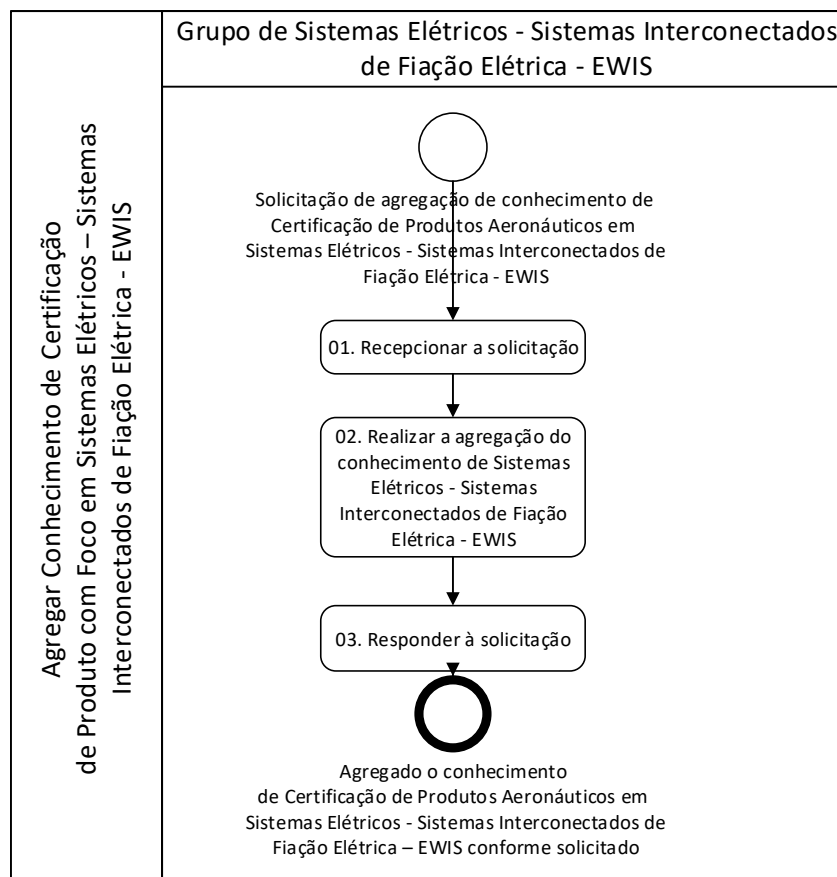 Grupo de Sistemas Elétricos - Sistemas Interconectados
de Fiação Elétrica - EWIS
Agregar Conhecimento de Certificação
de Produto com Foco em Sistemas Elétricos – Sistemas
Interconectados de Fiação Elétrica - EWIS
Solicitação de agregação de conhecimento de
Certificação de Produtos Aeronáuticos em
Sistemas Elétricos - Sistemas Interconectados de
Fiação Elétrica - EWIS
01. Recepcionar a solicitação
02. Realizar a agregação do
conhecimento de Sistemas
Elétricos - Sistemas
Interconectados de Fiação
Elétrica - EWIS
03. Responder à solicitação
Agregado o conhecimento
de Certificação de Produtos Aeronáuticos em
Sistemas Elétricos - Sistemas Interconectados de
Fiação Elétrica – EWIS conforme solicitado